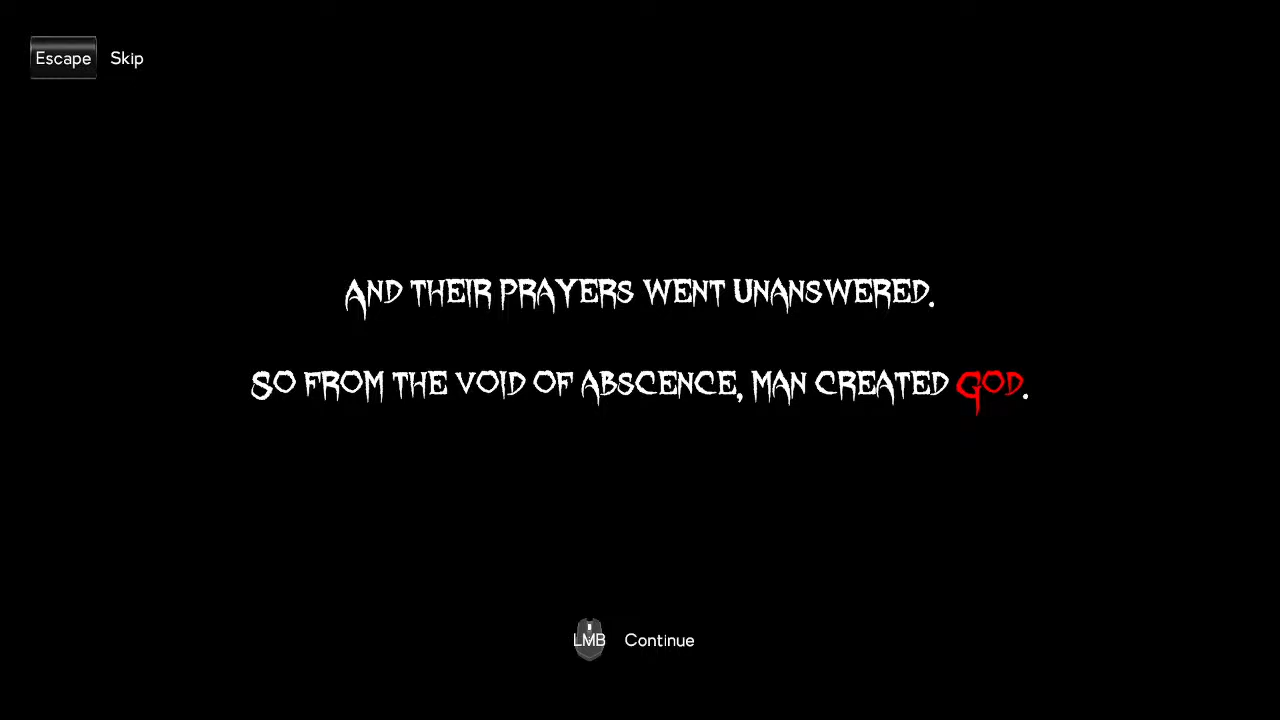 Escape Skip
And their prayers went unanswered.
So from the void of abscence, man created God.
LMB Continue